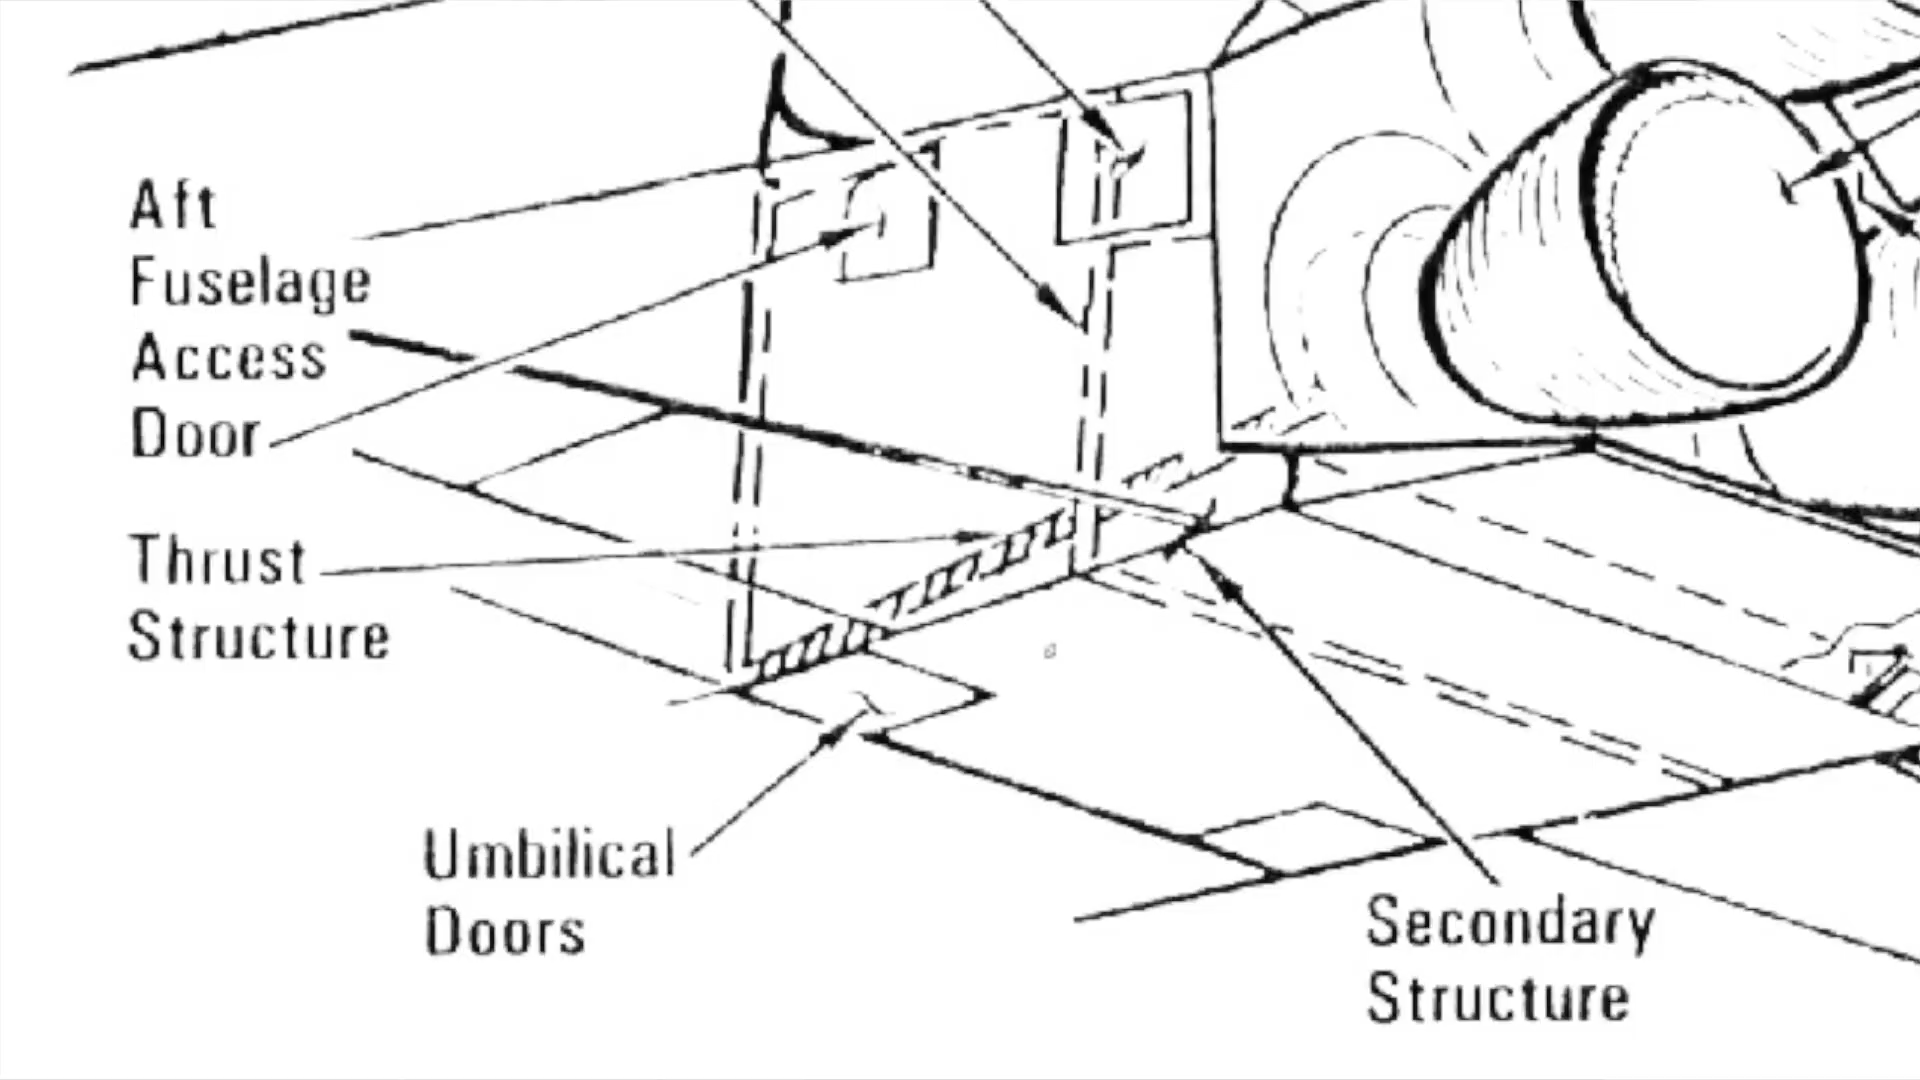 Aft
Fuselage
Access
Door
Thrust
Structure
Umbilical
Doors
Secondary
Structure